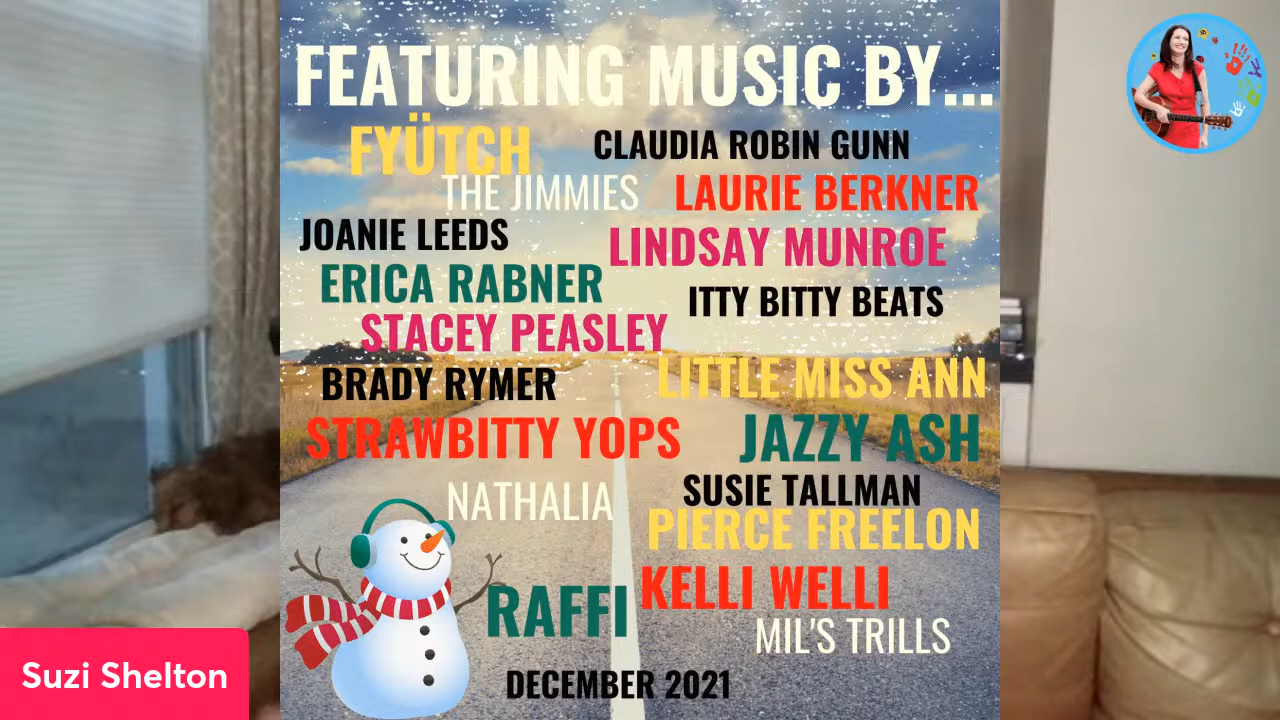 FEATURING MUSIC BY...
FYÜTCH
CLAUDIA ROBIN GUNN
THE JIMMIES
LAURIE BERKNER
JOANIE LEEDS
LINDSAY MUNROE
ERICA RABNER
ITTY BITTY BEATS
STACEY PEASLEY
LITTLE MISS ANN
BRADY RYMER
STRAWBITTY YOPS
JAZZY ASH
NATHALIA
SUSIE TALLMAN
PIERCE FREELON
RAFFI
KELLI WELLI
MIL'S TRILLS
DECEMBER 2021
Suzi Shelton